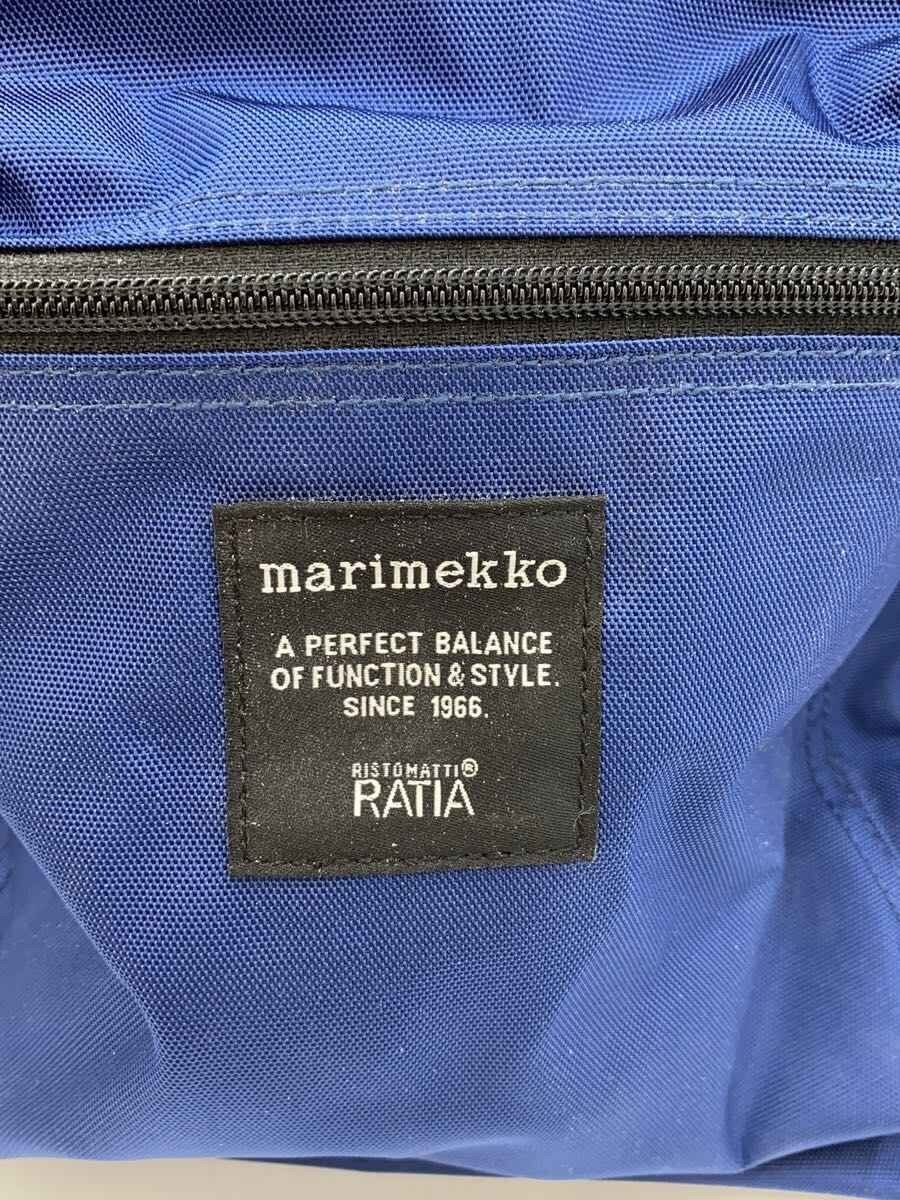 marimekko
A PERFECT BALANCE
OF FUNCTION & STYLE.
SINCE 1966.
RISTOMATTI®
RATIA